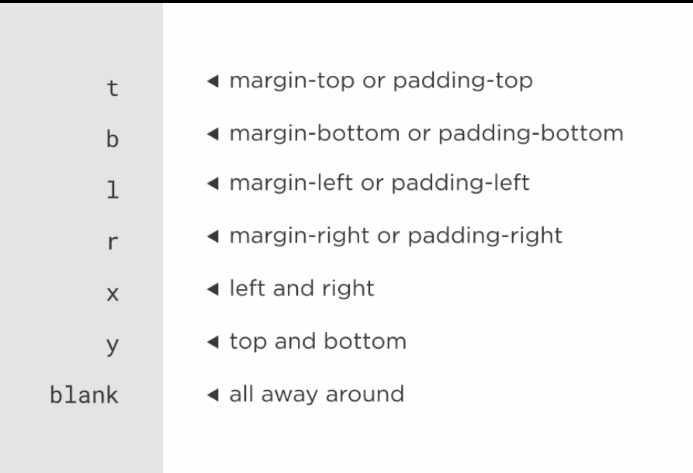 t ◀ margin-top or padding-top
b ◀ margin-bottom or padding-bottom
l ◀ margin-left or padding-left
r ◀ margin-right or padding-right
x ◀ left and right
y ◀ top and bottom
blank ◀ all away around